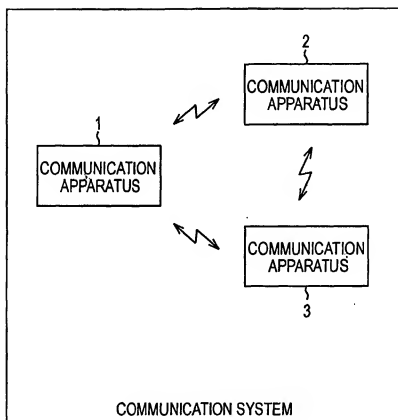 2
COMMUNICATION
APPARATUS
1
COMMUNICATION
APPARATUS
COMMUNICATION
APPARATUS
3
COMMUNICATION SYSTEM